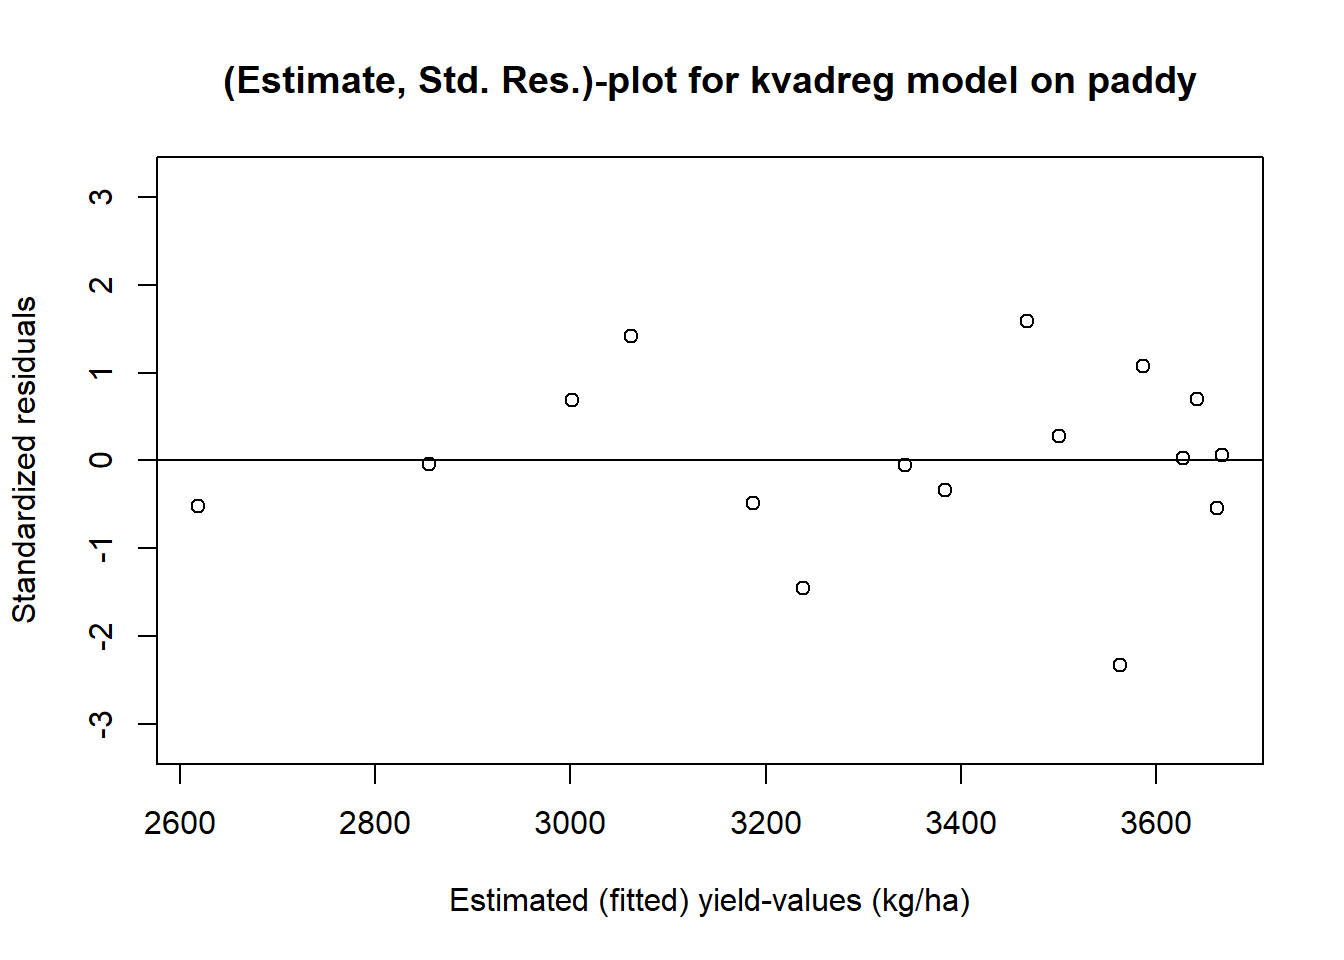 (Estimate, Std. Res.)-plot for kvadreg model on paddy
Standardized residuals
3
2
1
0
-1
-2
-3
2600 2800 3000 3200 3400 3600
Estimated (fitted) yield-values (kg/ha)